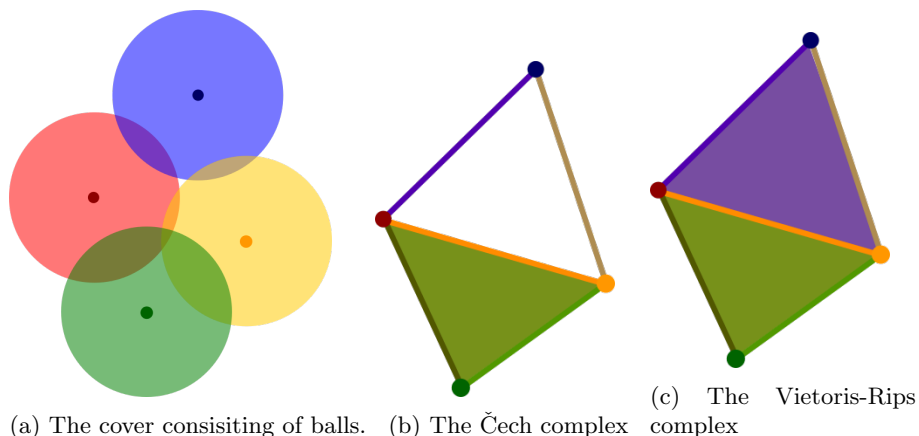 (a) The cover consisiting of balls.
(b) The Čech complex
(c) The Vietoris-Rips
complex